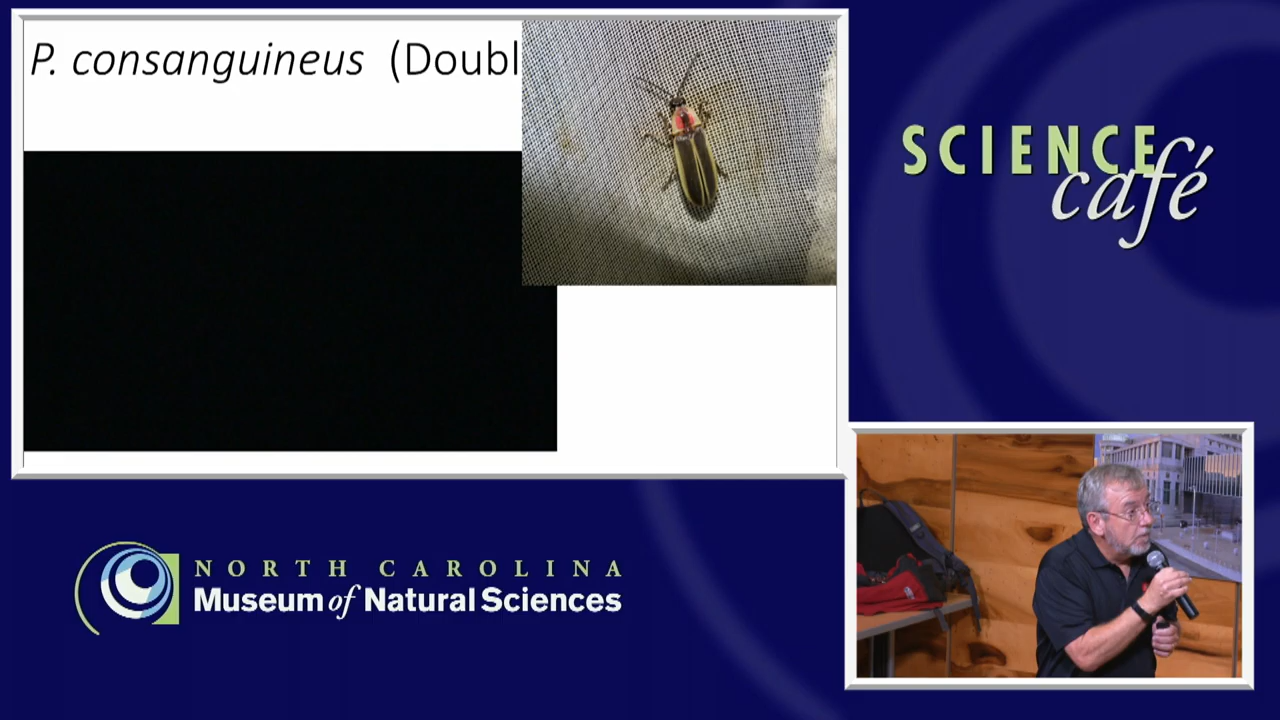 P. consanguineus (Doubl
SCIENCE
café
NORTH CAROLINA
Museum of Natural Sciences